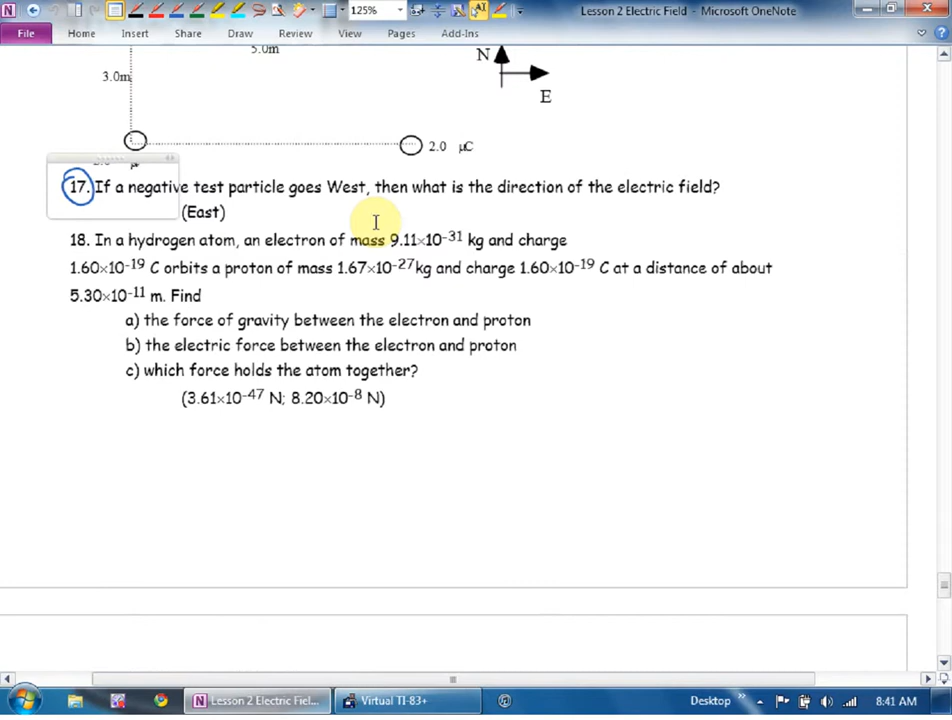 125%
Lesson 2 Electric Field - Microsoft OneNote
File Home Insert Share Draw Review View Pages Add-Ins
5.0m
N
3.0m
E
2.0 µC
17. If a negative test particle goes West, then what is the direction of the electric field?
(East)
18. In a hydrogen atom, an electron of mass 9.11×10⁻³¹ kg and charge
1.60×10⁻¹⁹ C orbits a proton of mass 1.67×10⁻²⁷kg and charge 1.60×10⁻¹⁹ C at a distance of about
5.30×10⁻¹¹ m. Find
a) the force of gravity between the electron and proton
b) the electric force between the electron and proton
c) which force holds the atom together?
(3.61×10⁻⁴⁷ N; 8.20×10⁻⁸ N)
Lesson 2 Electric Fiel... Virtual TI-83+ Desktop 8:41 AM